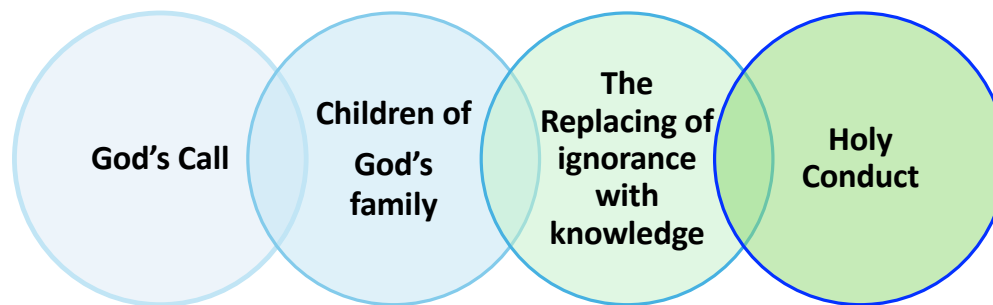 God’s Call
Children of
God’s
family
The
Replacing of
ignorance
with
knowledge
Holy
Conduct